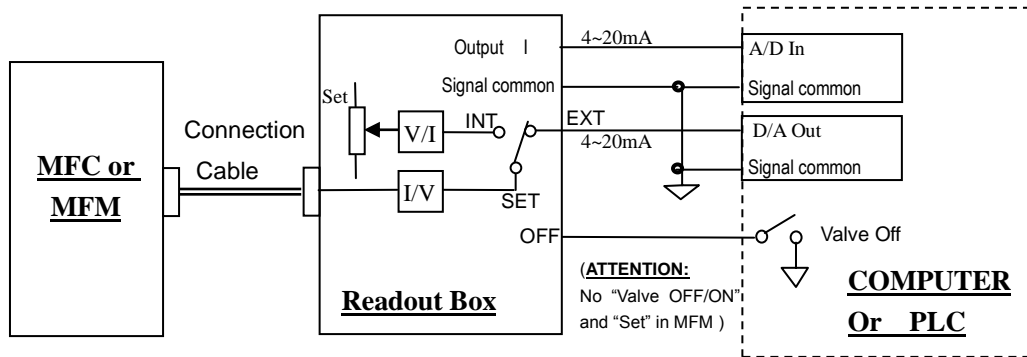 MFC or
MFM
Connection
Cable
Output I
Signal common
Set
V/I
INT
I/V
SET
OFF
Readout Box
4~20mA
EXT
4~20mA
(ATTENTION:
No “Valve OFF/ON”
and “Set” in MFM )
A/D In
Signal common
D/A Out
Signal common
Valve Off
COMPUTER
Or PLC